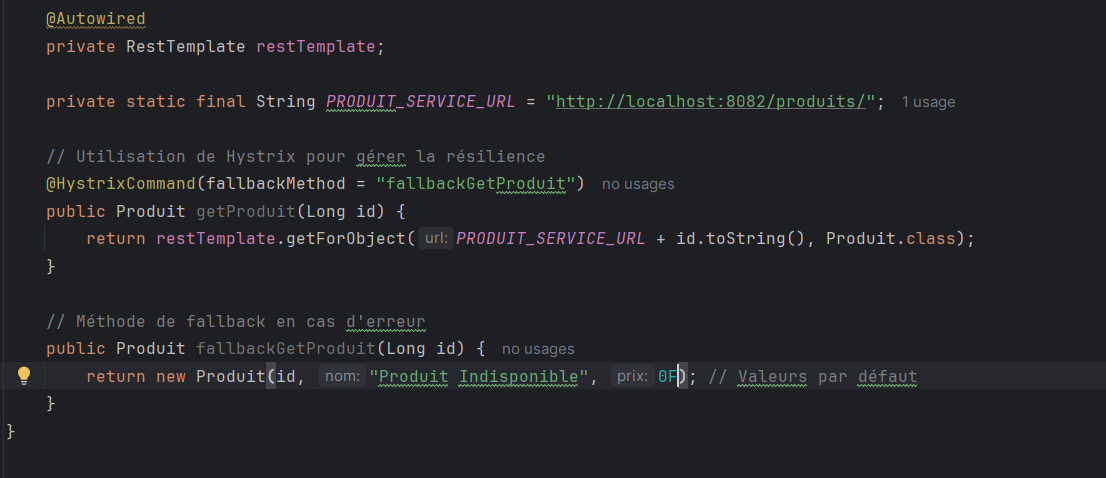 @Autowired
private RestTemplate restTemplate;
private static final String PRODUIT_SERVICE_URL = "http://localhost:8082/produits/"; 1 usage
// Utilisation de Hystrix pour gérer la résilience
@HystrixCommand(fallbackMethod = "fallbackGetProduit") no usages
public Produit getProduit(Long id) {
return restTemplate.getForObject( url: PRODUIT_SERVICE_URL + id.toString(), Produit.class);
}
// Méthode de fallback en cas d'erreur
public Produit fallbackGetProduit(Long id) { no usages
return new Produit(id, nom: "Produit Indisponible", prix: 0F); // Valeurs par défaut
}
}